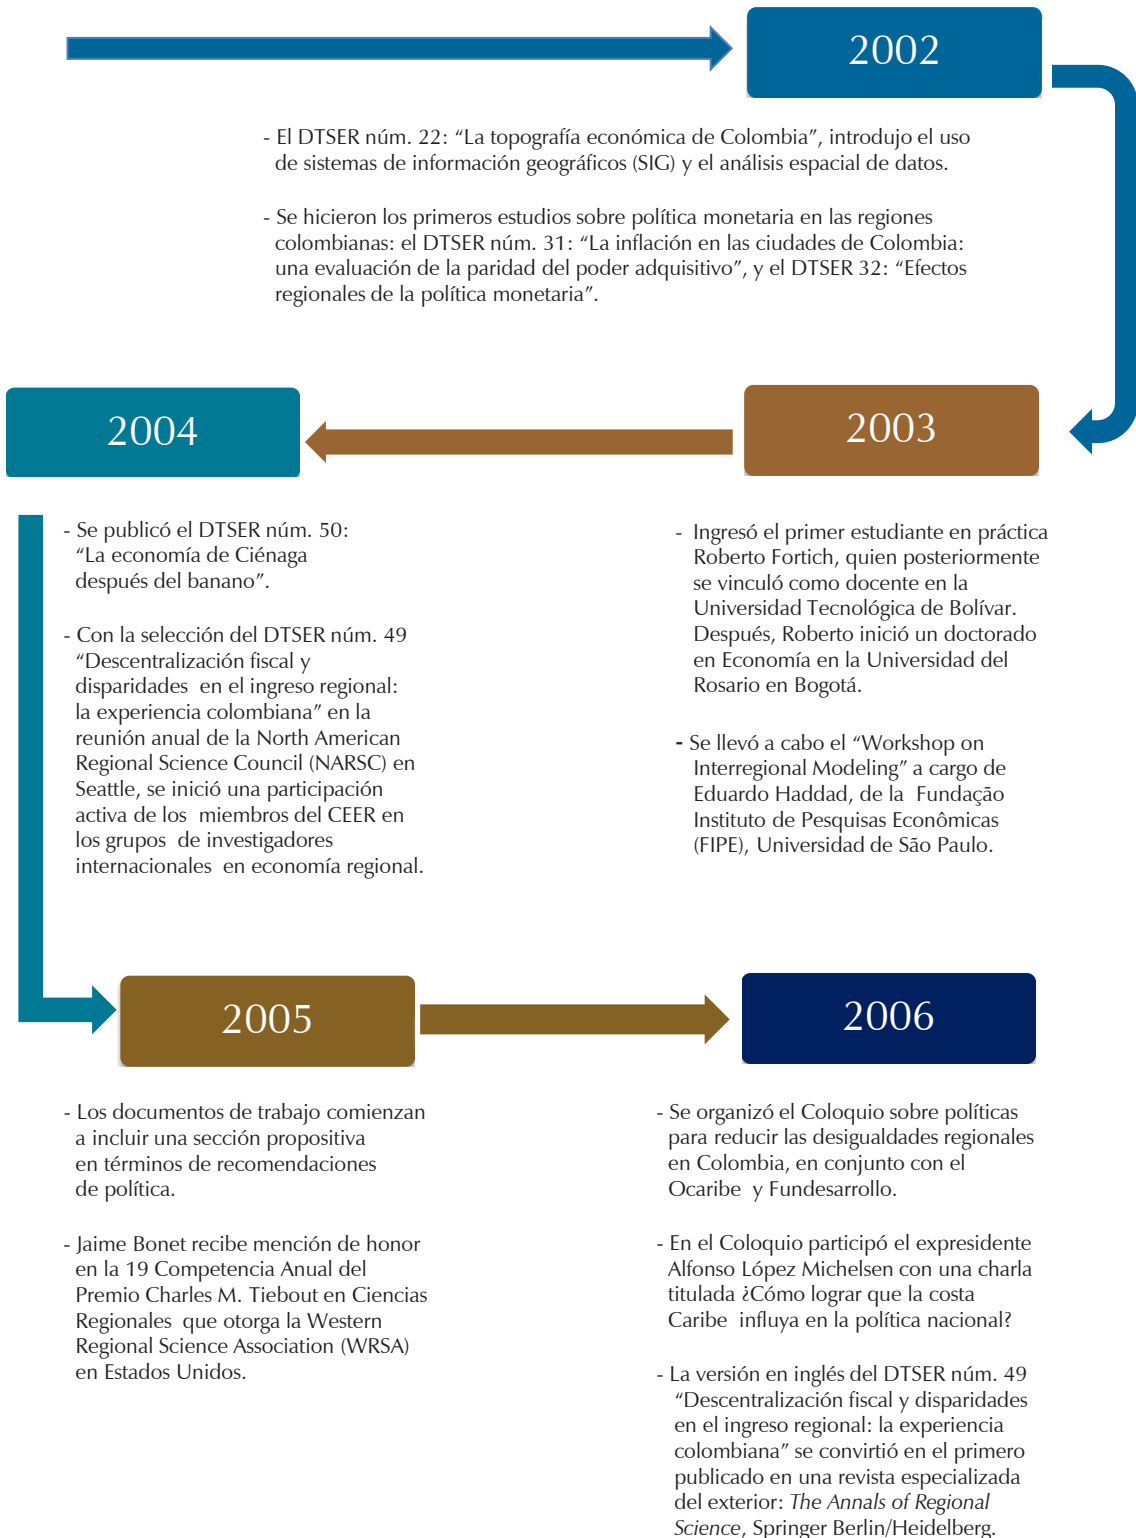 2002
- El DTSER núm. 22: “La topografía económica de Colombia”, introdujo el uso
de sistemas de información geográficos (SIG) y el análisis espacial de datos.
- Se hicieron los primeros estudios sobre política monetaria en las regiones
colombianas: el DTSER núm. 31: “La inflación en las ciudades de Colombia:
una evaluación de la paridad del poder adquisitivo”, y el DTSER 32: “Efectos
regionales de la política monetaria”.
2003
- Ingresó el primer estudiante en práctica
Roberto Fortich, quien posteriormente
se vinculó como docente en la
Universidad Tecnológica de Bolívar.
Después, Roberto inició un doctorado
en Economía en la Universidad del
Rosario en Bogotá.
- Se llevó a cabo el “Workshop on
Interregional Modeling” a cargo de
Eduardo Haddad, de la Fundação
Instituto de Pesquisas Econômicas
(FIPE), Universidad de São Paulo.
2004
- Se publicó el DTSER núm. 50:
“La economía de Ciénaga
después del banano”.
- Con la selección del DTSER núm. 49
“Descentralización fiscal y
disparidades en el ingreso regional:
la experiencia colombiana” en la
reunión anual de la North American
Regional Science Council (NARSC) en
Seattle, se inició una participación
activa de los miembros del CEER en
los grupos de investigadores
internacionales en economía regional.
2005
- Los documentos de trabajo comienzan
a incluir una sección propositiva
en términos de recomendaciones
de política.
- Jaime Bonet recibe mención de honor
en la 19 Competencia Anual del
Premio Charles M. Tiebout en Ciencias
Regionales que otorga la Western
Regional Science Association (WRSA)
en Estados Unidos.
2006
- Se organizó el Coloquio sobre políticas
para reducir las desigualdades regionales
en Colombia, en conjunto con el
Ocaribe y Fundesarrollo.
- En el Coloquio participó el expresidente
Alfonso López Michelsen con una charla
titulada ¿Cómo lograr que la costa
Caribe influya en la política nacional?
- La versión en inglés del DTSER núm. 49
“Descentralización fiscal y disparidades
en el ingreso regional: la experiencia
colombiana” se convirtió en el primero
publicado en una revista especializada
del exterior: The Annals of Regional
Science, Springer Berlin/Heidelberg.